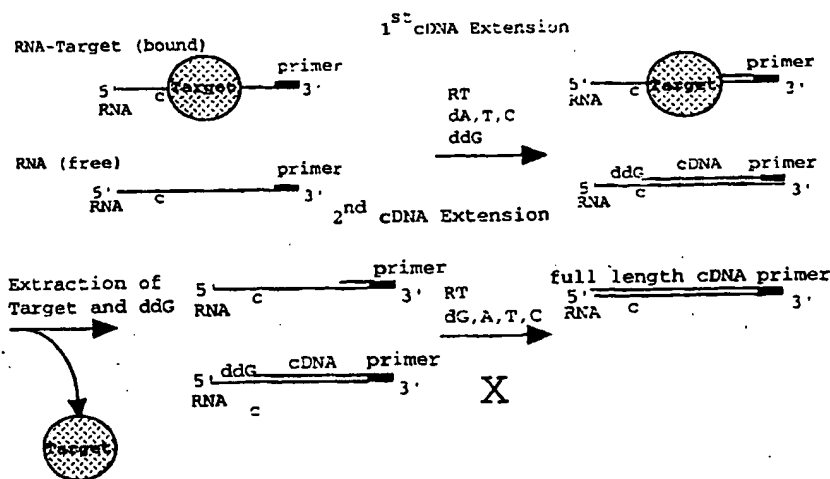 1st cDNA Extension
RNA-Target (bound)
primer
5'
RNA
c
Target
3'
RT
dA,T,C
ddG
primer
5'
RNA
c
Target
3'
RNA (free)
primer
5'
RNA
c
3'
ddG
cDNA
primer
5'
RNA
c
3'
2nd cDNA Extension
Extraction of
Target and ddG
primer
5'
RNA
c
3'
RT
dG,A,T,C
full length cDNA primer
5'
RNA
c
3'
ddG
cDNA
primer
5'
RNA
c
3'
X
Target